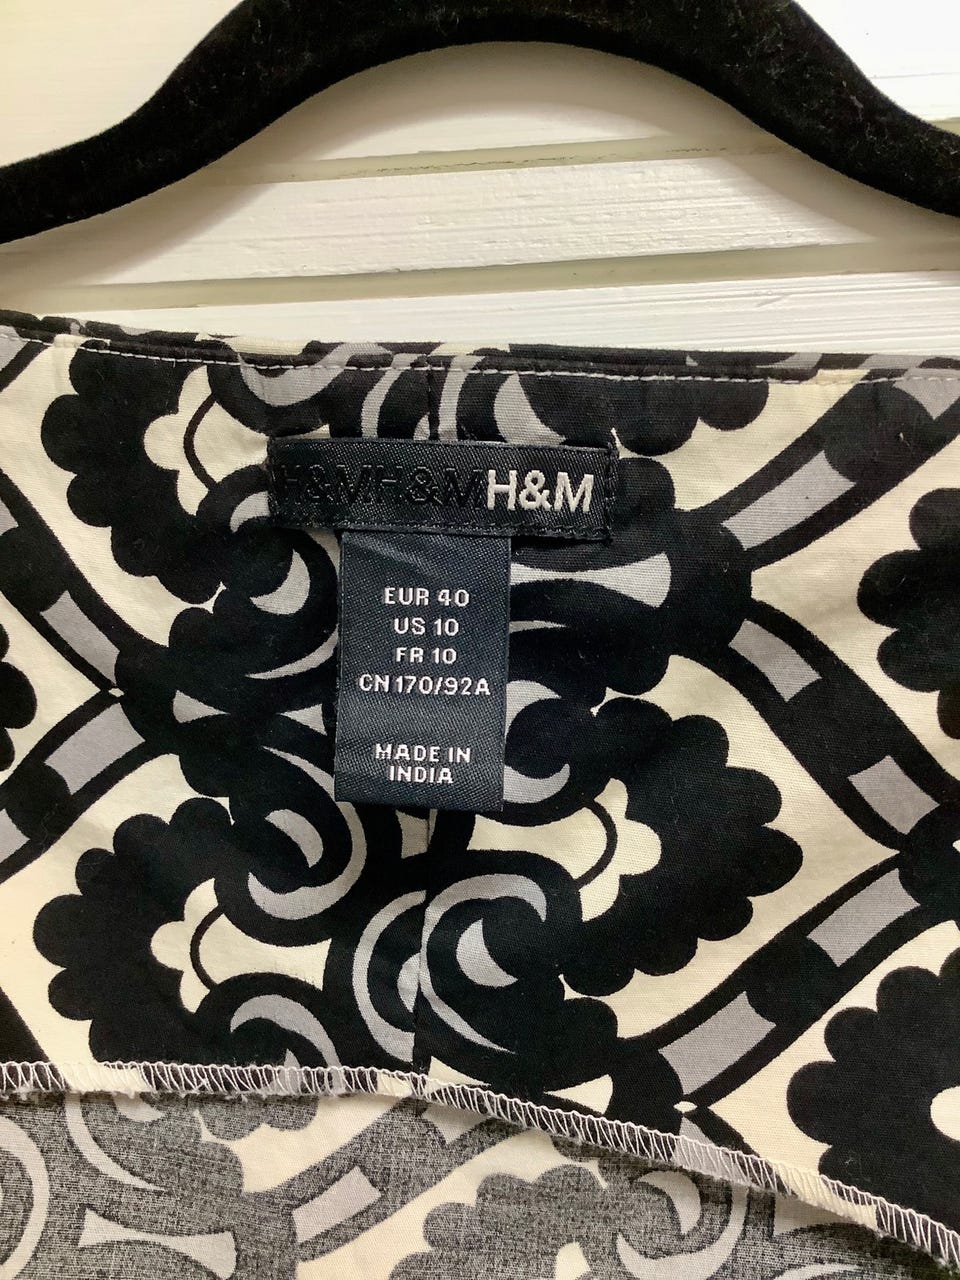 H&MH&MH&M
EUR 40
US 10
FR 10
CN 170/92A
MADE IN
INDIA